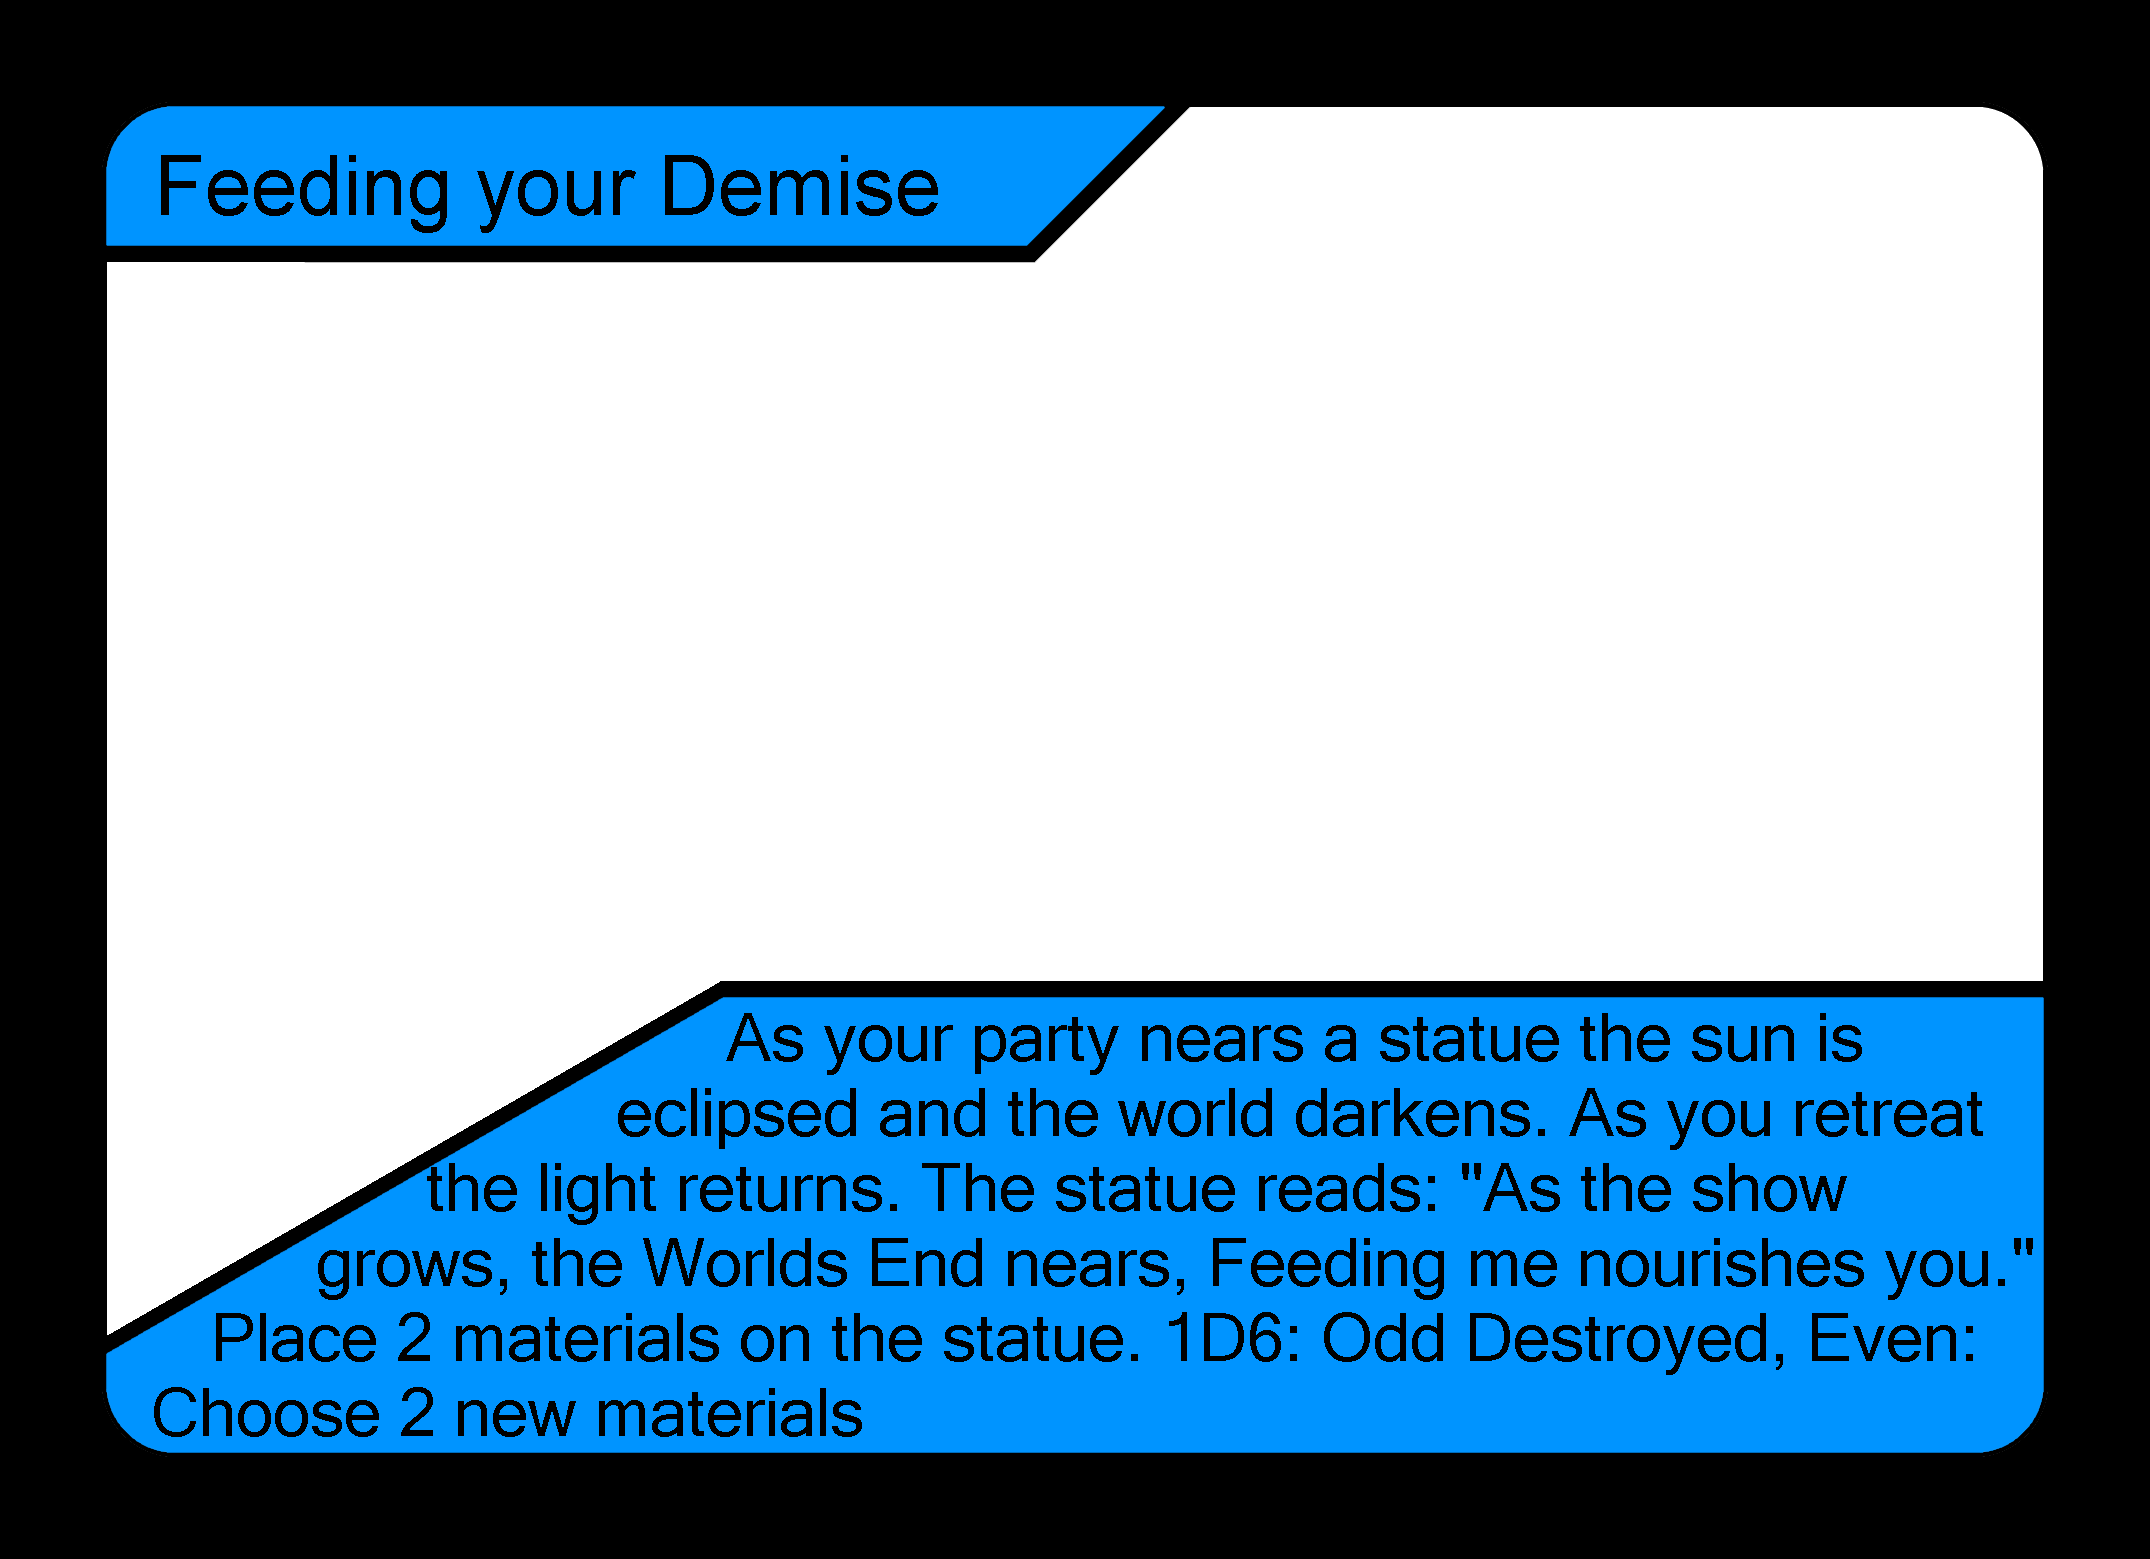 Feeding your Demise
As your party nears a statue the sun is
eclipsed and the world darkens. As you retreat
the light returns. The statue reads: "As the show
grows, the Worlds End nears, Feeding me nourishes you."
Place 2 materials on the statue. 1D6: Odd Destroyed, Even:
Choose 2 new materials